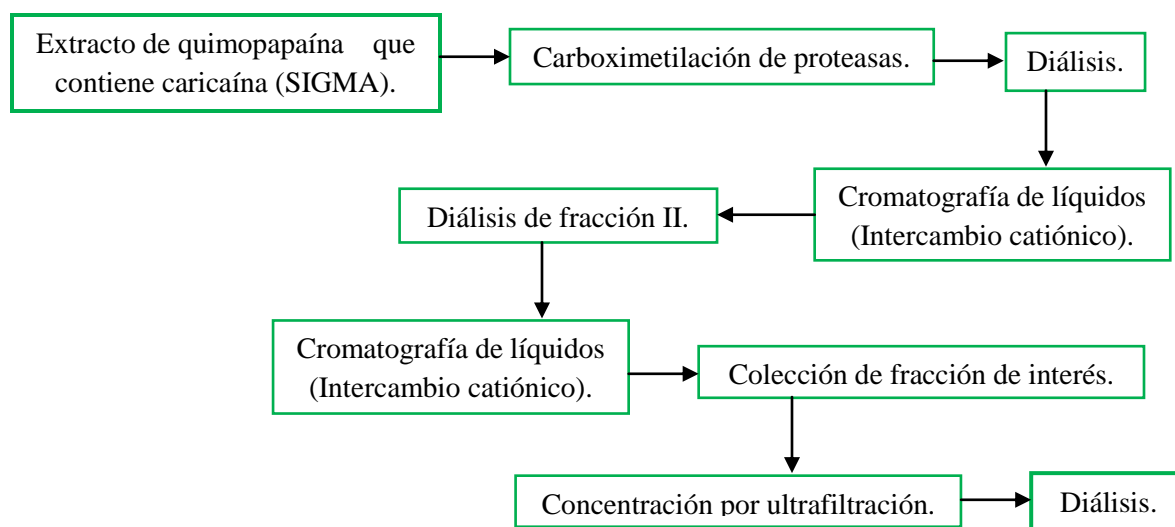 Extracto de quimopapaína que
contiene caricaína (SIGMA).
Carboximetilación de proteasas.
Diálisis.
Cromatografía de líquidos
(Intercambio catiónico).
Diálisis de fracción II.
Cromatografía de líquidos
(Intercambio catiónico).
Colección de fracción de interés.
Concentración por ultrafiltración.
Diálisis.